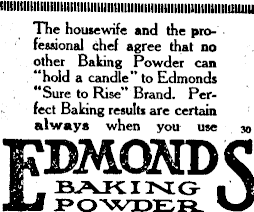 The housewife and the pro-
fessional chef agree that no
other Baking Powder can
"hold a candle" to Edmonds
"Sure to Rise" Brand. Per-
fect Baking results are certain
always when you use 30
EDMONDS
BAKING
POWDER